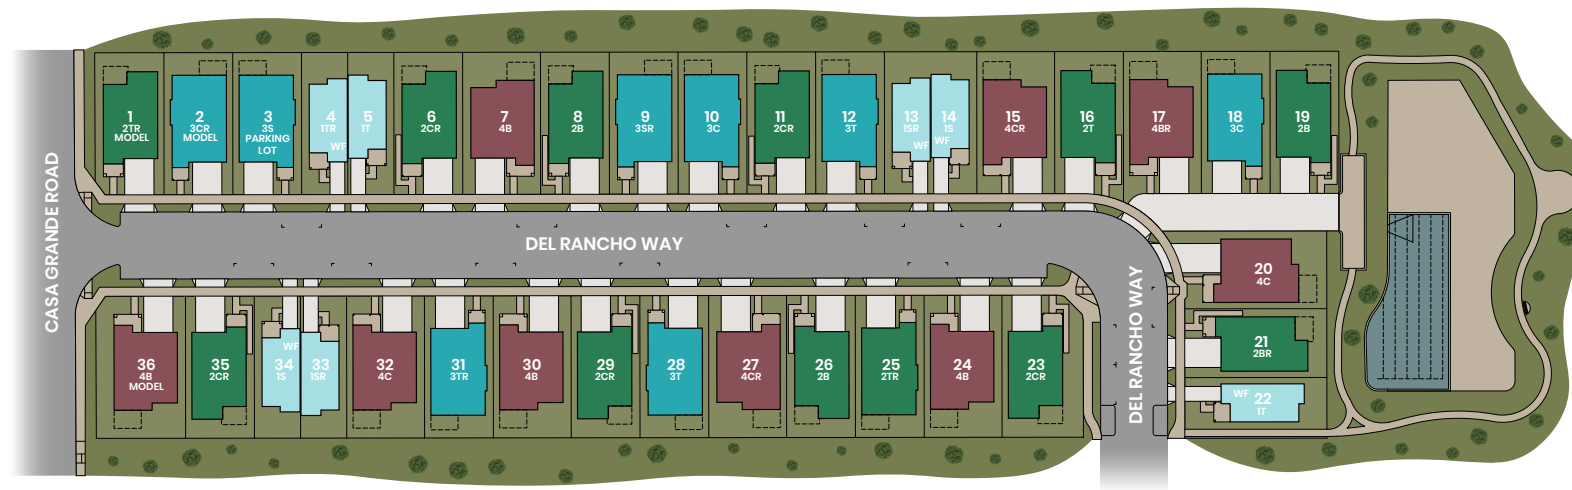 1
2TR
MODEL
2
3CR
MODEL
3
3S
PARKING
LOT
4
1TR
WF
5
1T
6
2CR
7
4B
8
2B
9
3SR
10
3C
11
2CR
12
3T
13
1SR
WF
14
1S
WF
15
4CR
16
2T
17
4BR
18
3C
19
2B
CASA GRANDE ROAD
DEL RANCHO WAY
DEL RANCHO WAY
20
4C
21
2BR
WF
22
1T
36
4B
MODEL
35
2CR
WF
34
1S
33
1SR
32
4C
31
3TR
30
4B
29
2CR
28
3T
27
4CR
26
2B
25
2TR
24
4B
23
2CR